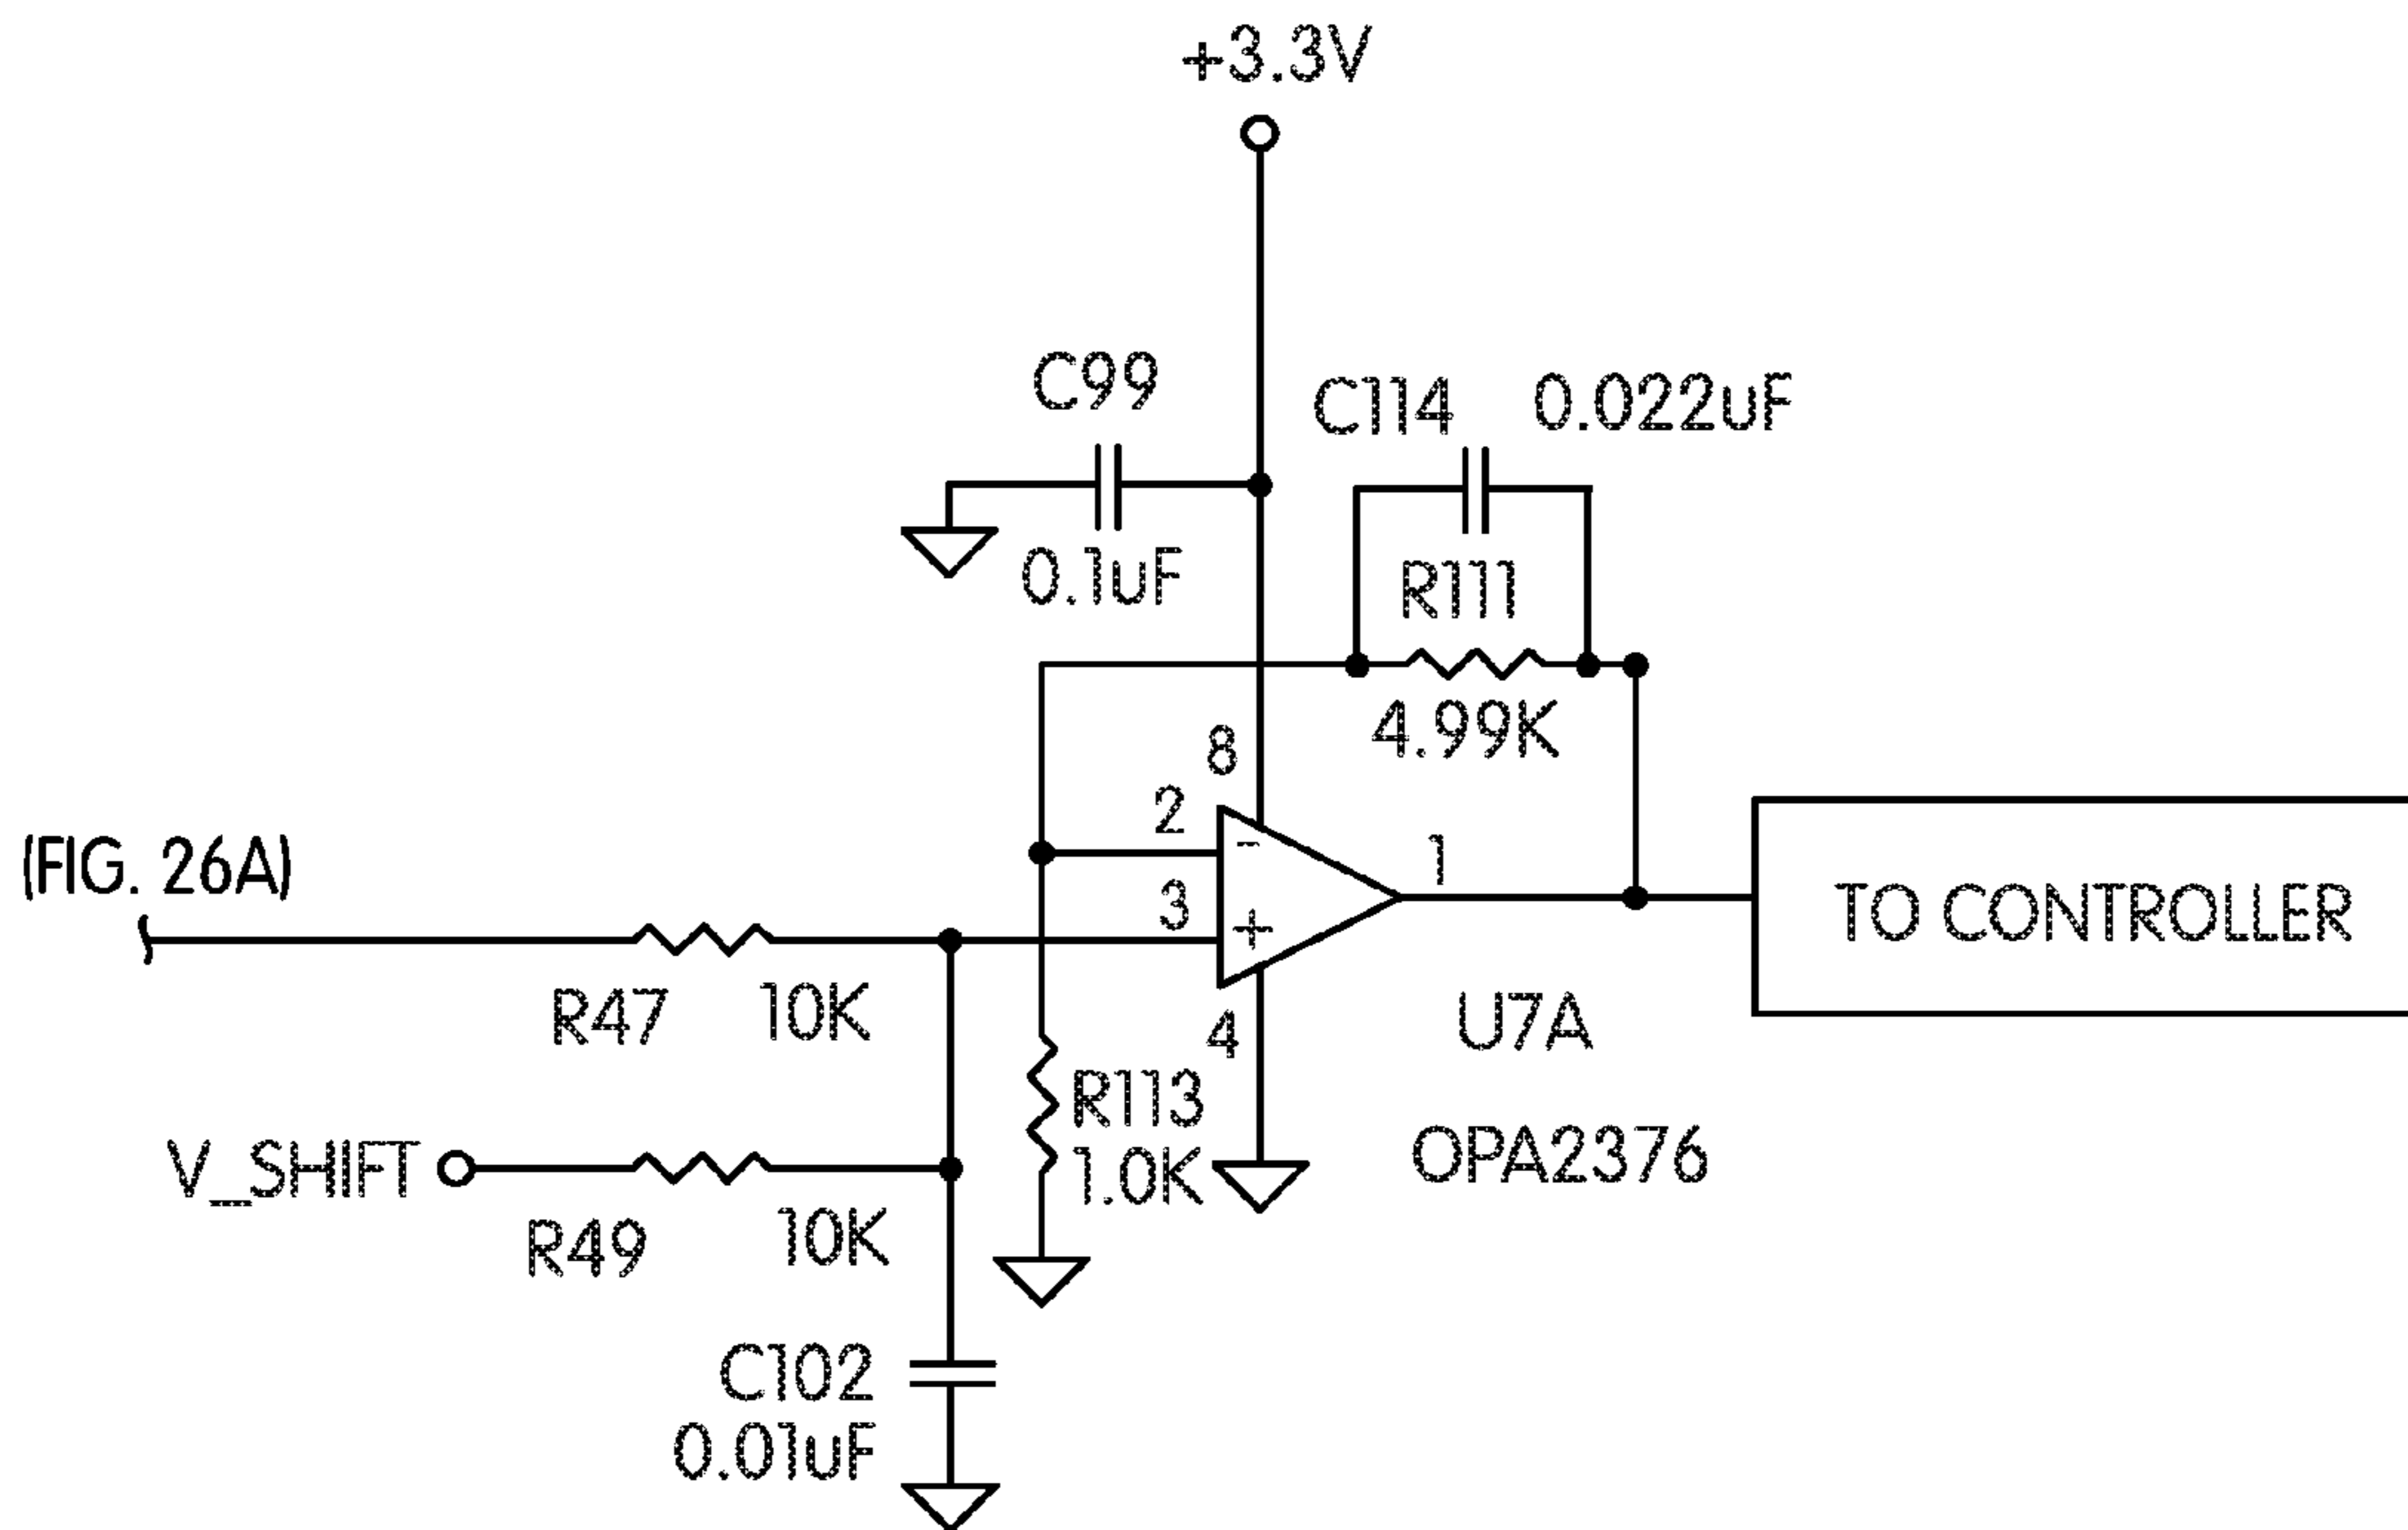 +3.3V
C99
0.1uF
C114 0.022uF
R111
4.99K
8
2
3
(FIG. 26A)
-
+
1
TO CONTROLLER
R47 10K
4
U7A
R113
1.0K
OPA2376
V_SHIFT
R49 10K
C102
0.01uF